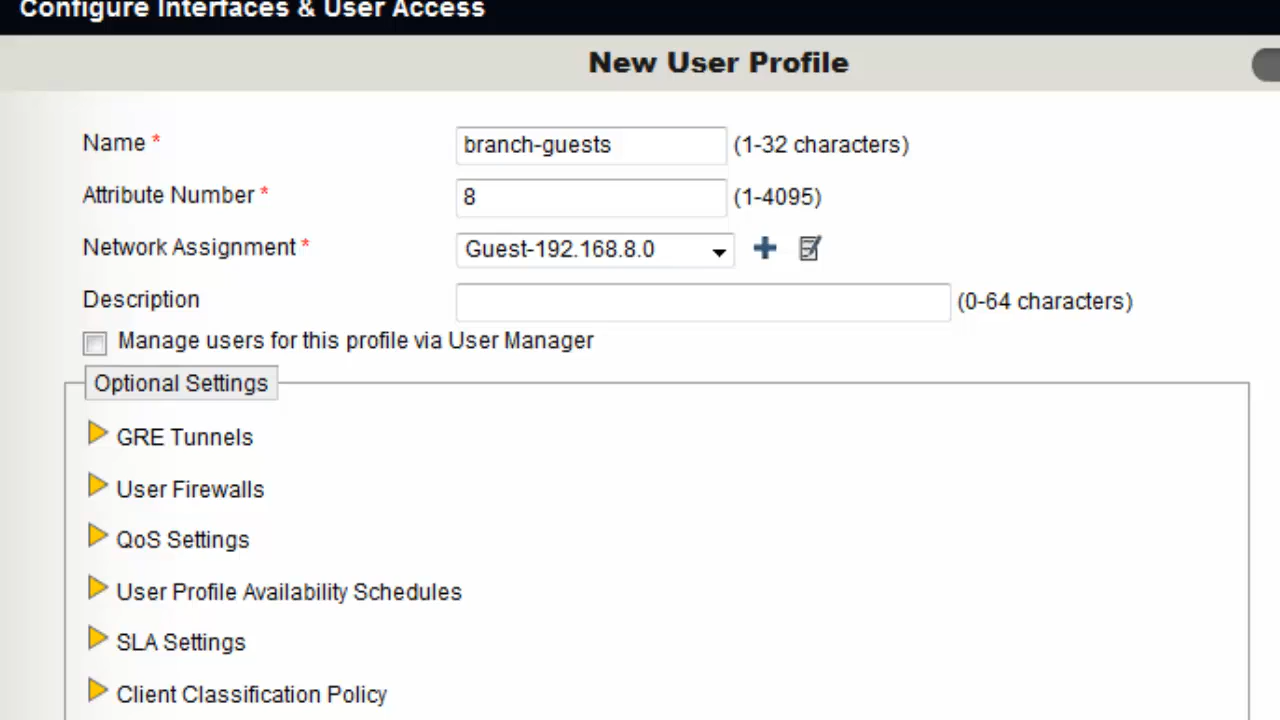 Configure Interfaces & User Access
New User Profile
Name * branch-guests (1-32 characters)
Attribute Number * 8 (1-4095)
Network Assignment * Guest-192.168.8.0
Description (0-64 characters)
Manage users for this profile via User Manager
Optional Settings
GRE Tunnels
User Firewalls
QoS Settings
User Profile Availability Schedules
SLA Settings
Client Classification Policy